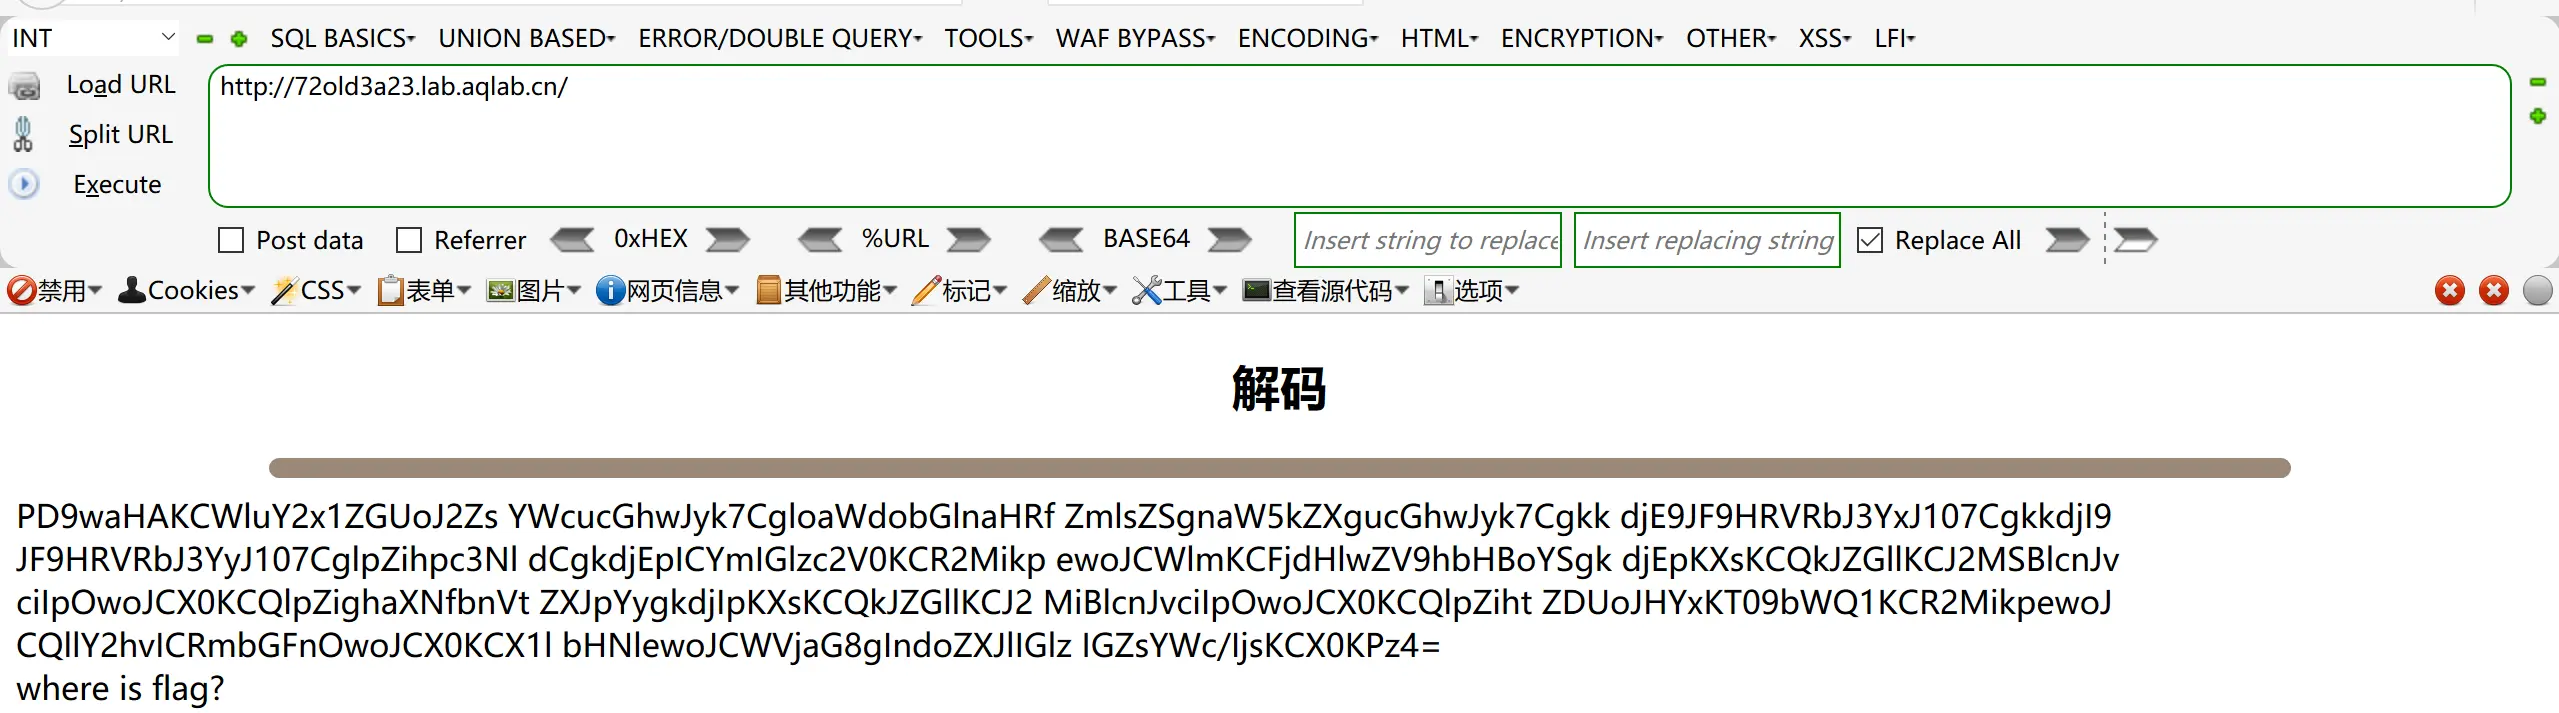 INT SQL BASICS UNION BASED ERROR/DOUBLE QUERY TOOLS WAF BYPASS ENCODING HTML ENCRYPTION OTHER XSS LFI
Load URL http://72old3a23.lab.aqlab.cn/
Split URL
Execute
Post data Referrer 0xHEX %URL BASE64 Insert string to replace Insert replacing string Replace All
禁用 Cookies CSS 表单 图片 网页信息 其他功能 标记 缩放 工具 查看源代码 选项
解码
PD9waHAKCWluY2x1ZGUoJ2Zs YWcucGhwJyk7CgloaWdobGlnaHRf ZmlsZSgnaW5kZXgucGhwJyk7Cgkk djE9JF9HRVRbJ3YxJ107CgkkdjI9
JF9HRVRbJ3YyJ107CglpZihpc3Nl dCgkdjEpICYmIGlzc2V0KCR2Mikp ewoJCWlmKCFjdHlwZV9hbHBoYSgk djEpKXsKCQkJZGllKCJ2MSBlcnJv
ciIpOwoJCX0KCQlpZighaXNfbnVt ZXJpYygkdjIpKXsKCQkJZGllKCJ2 MiBlcnJvciIpOwoJCX0KCQlpZiht ZDUoJHYxKT09bWQ1KCR2MikpewoJ
CQllY2hvICRmbGFnOwoJCX0KCX1l bHNlewoJCWVjaG8gIndoZXJlIGlz IGZsYWc/IjsKCX0KPz4=
where is flag?